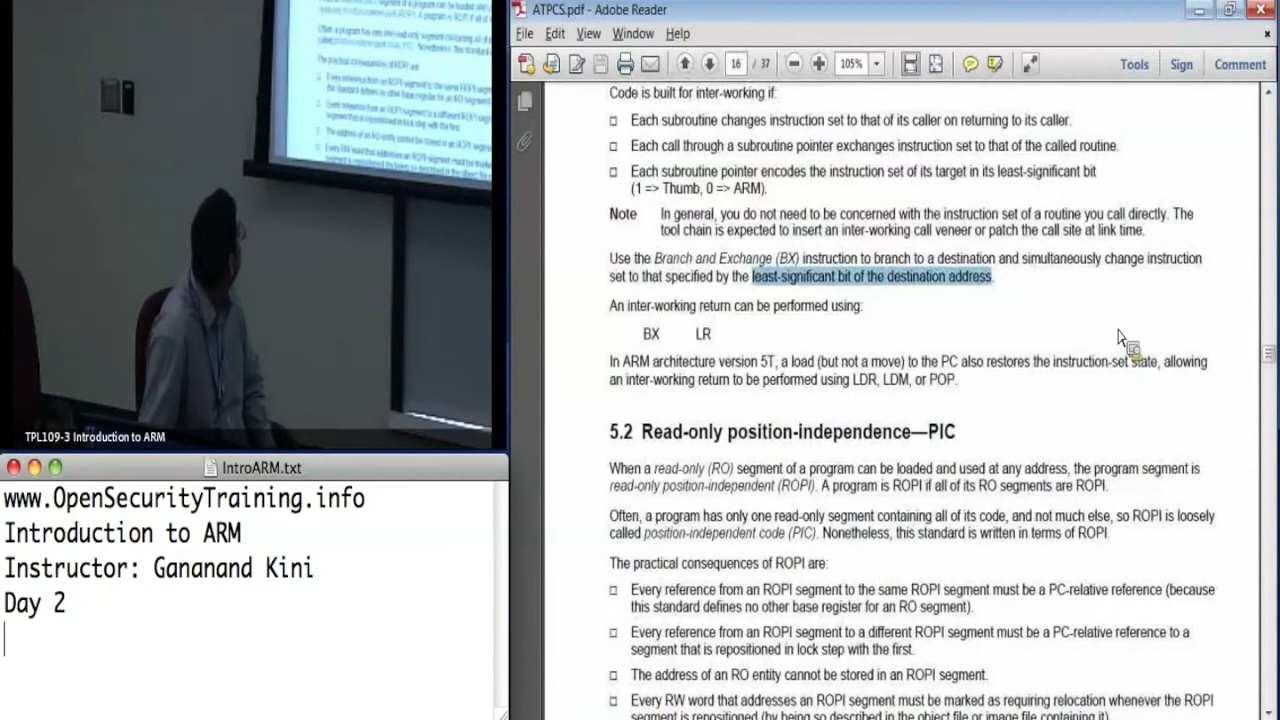 TPL109-3 Introduction to ARM
IntroARM.txt
www.OpenSecurityTraining.info
Introduction to ARM
Instructor: Gananand Kini
Day 2
ATPCS.pdf - Adobe Reader
File Edit View Window Help
16 / 37 105% Tools Sign Comment
Code is built for inter-working if:
Each subroutine changes instruction set to that of its caller on returning to its caller.
Each call through a subroutine pointer exchanges instruction set to that of the called routine.
Each subroutine pointer encodes the instruction set of its target in its least-significant bit
(1 => Thumb, 0 => ARM).
Note In general, you do not need to be concerned with the instruction set of a routine you call directly. The
tool chain is expected to insert an inter-working call veneer or patch the call site at link time.
Use the Branch and Exchange (BX) instruction to branch to a destination and simultaneously change instruction
set to that specified by the least-significant bit of the destination address.
An inter-working return can be performed using:
BX LR
In ARM architecture version 5T, a load (but not a move) to the PC also restores the instruction-set state, allowing
an inter-working return to be performed using LDR, LDM, or POP.
5.2 Read-only position-independence—PIC
When a read-only (RO) segment of a program can be loaded and used at any address, the program segment is
read-only position-independent (ROPI). A program is ROPI if all of its RO segments are ROPI.
Often, a program has only one read-only segment containing all of its code, and not much else, so ROPI is loosely
called position-independent code (PIC). Nonetheless, this standard is written in terms of ROPI.
The practical consequences of ROPI are:
Every reference from an ROPI segment to the same ROPI segment must be a PC-relative reference (because
this standard defines no other base register for an RO segment).
Every reference from an ROPI segment to a different ROPI segment must be a PC-relative reference to a
segment that is repositioned in lock step with the first.
The address of an RO entity cannot be stored in an ROPI segment.
Every RW word that addresses an ROPI segment must be marked as requiring relocation whenever the ROPI
segment is repositioned (by being so described in the object file or image file containing it).